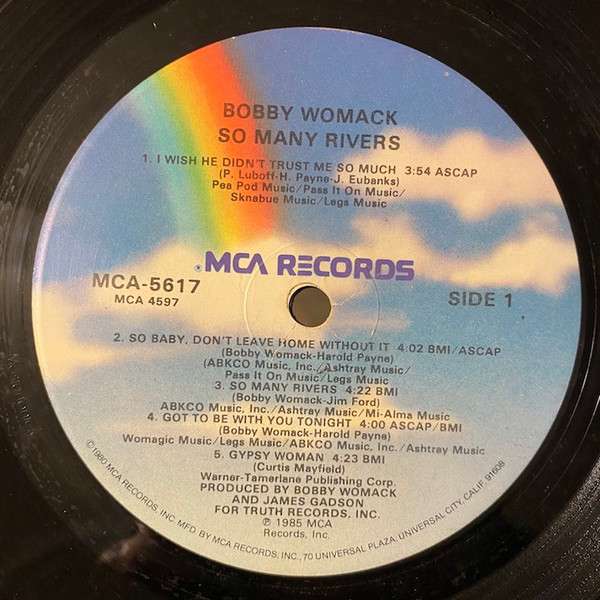 BOBBY WOMACK
SO MANY RIVERS
1. I WISH HE DIDN'T TRUST ME SO MUCH 3:54 ASCAP
(P. Luboff-H. Payne-J. Eubanks)
Pea Pod Music/Pass It On Music/
Sknabue Music/Legs Music
®MCA RECORDS
MCA-5617
MCA 4597
SIDE 1
2. SO BABY, DON'T LEAVE HOME WITHOUT IT 4:02 BMI/ASCAP
(Bobby Womack-Harold Payne)
(ABKCO Music, Inc./Ashtray Music/
Pass It On Music/Legs Music
3. SO MANY RIVERS 4:22 BMI
(Bobby Womack-Jim Ford)
ABKCO Music, Inc./Ashtray Music/Mi-Alma Music
4. GOT TO BE WITH YOU TONIGHT 4:00 ASCAP/BMI
(Bobby Womack-Harold Payne)
Womagic Music/Legs Music/ABKCO Music, Inc./Ashtray Music
5. GYPSY WOMAN 4:23 BMI
(Curtis Mayfield)
Warner-Tamerlane Publishing Corp.
PRODUCED BY BOBBY WOMACK
AND JAMES GADSON
FOR TRUTH RECORDS, INC.
℗ 1985 MCA
Records, Inc.
©1980 MCA RECORDS, INC. MFD. BY MCA RECORDS, INC., 70 UNIVERSAL PLAZA, UNIVERSAL CITY, CALIF. 91608